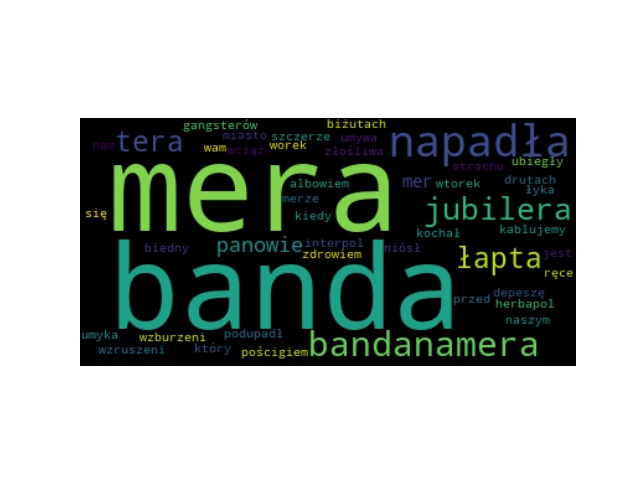 gangsterów biżutach
nam tera miasto szczerze umywa napadła
wam wciąż worek złośliwa
mera strachu ubiegły
albowiem mer wtorek drutach
merze łyka
się kiedy jubilera
kochał kablujemy
biedny panowie interpol niósł łapta jest
zdrowiem ręce
banda przed depeszę
herbapol
naszym
umyka wzburzeni podupadł bandanamera
wzruszeni który pościgiem